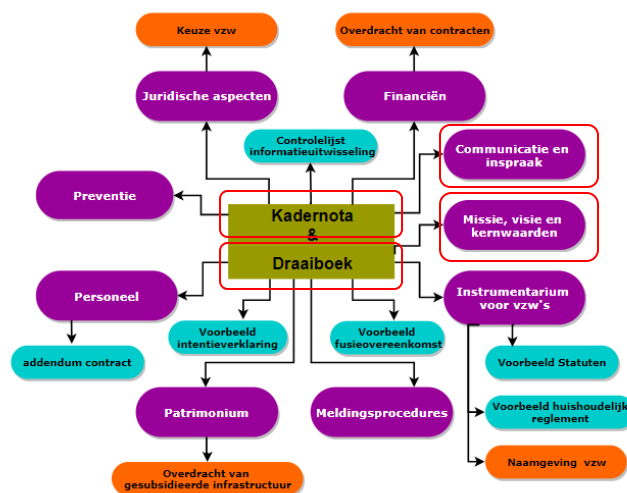 Keuze vzw
Overdracht van contracten
Juridische aspecten
Financiën
Controlelijst
informatieuitwisseling
Communicatie en
inspraak
Preventie
Kadernota
&
Draaiboek
Missie, visie en
kernwaarden
Personeel
Instrumentarium
voor vzw's
Voorbeeld
intentieverklaring
Voorbeeld
fusieovereenkomst
addendum contract
Voorbeeld Statuten
Patrimonium
Meldingsprocedures
Voorbeeld huishoudelijk
reglement
Overdracht van
gesubsidieerde infrastructuur
Naamgeving vzw